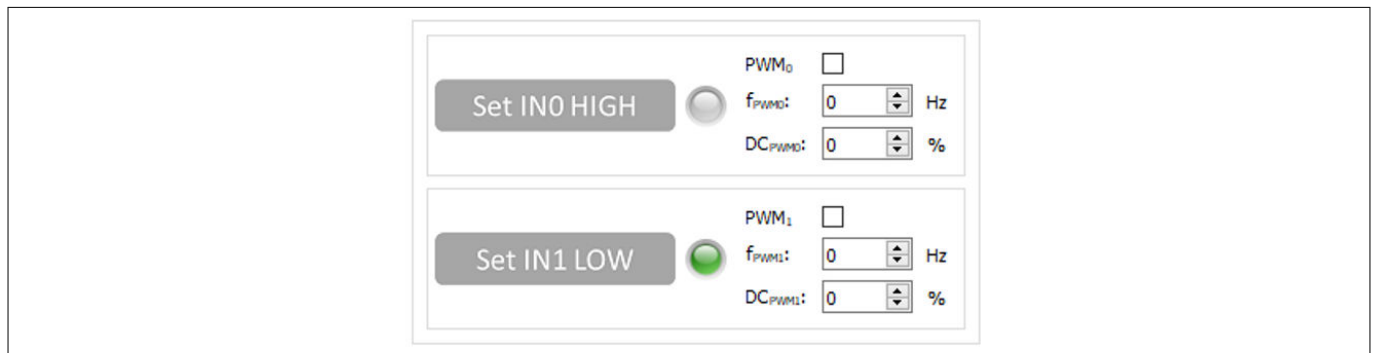 PWM₀
Set IN0 HIGH
fPWM0: 0 Hz
DCPWM0: 0 %
PWM₁
Set IN1 LOW
fPWM1: 0 Hz
DCPWM1: 0 %